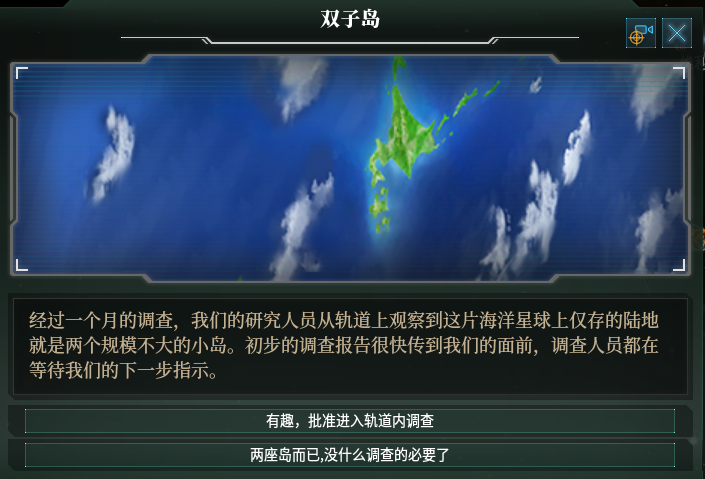 双子岛
经过一个月的调查，我们的研究人员从轨道上观察到这片海洋星球上仅存的陆地
就是两个规模不大的小岛。初步的调查报告很快传到我们的面前，调查人员都在
等待我们的下一步指示。
有趣，批准进入轨道内调查
两座岛而已,没什么调查的必要了